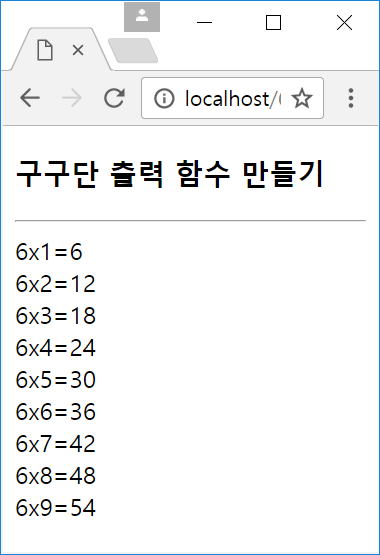 localhost/
구구단 출력 함수 만들기
6x1=6
6x2=12
6x3=18
6x4=24
6x5=30
6x6=36
6x7=42
6x8=48
6x9=54